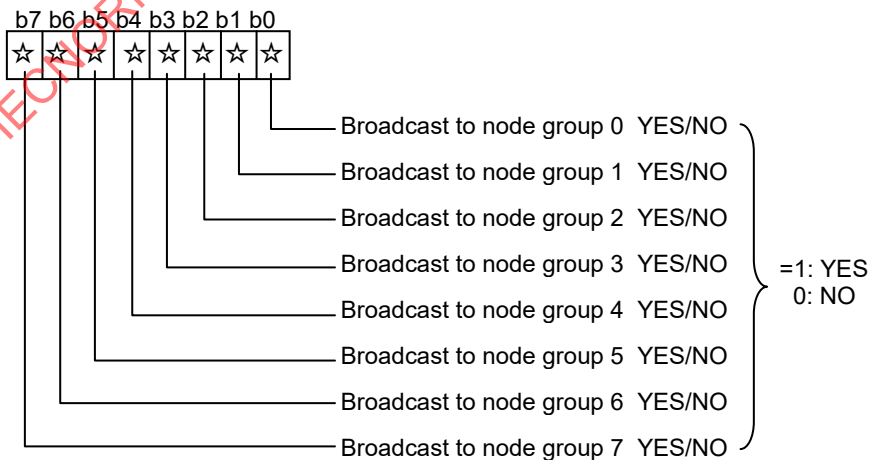 b7 b6 b5 b4 b3 b2 b1 b0
☆ ☆ ☆ ☆ ☆ ☆ ☆ ☆
Broadcast to node group 0 YES/NO
Broadcast to node group 1 YES/NO
Broadcast to node group 2 YES/NO
Broadcast to node group 3 YES/NO
=1: YES
0: NO
Broadcast to node group 4 YES/NO
Broadcast to node group 5 YES/NO
Broadcast to node group 6 YES/NO
Broadcast to node group 7 YES/NO